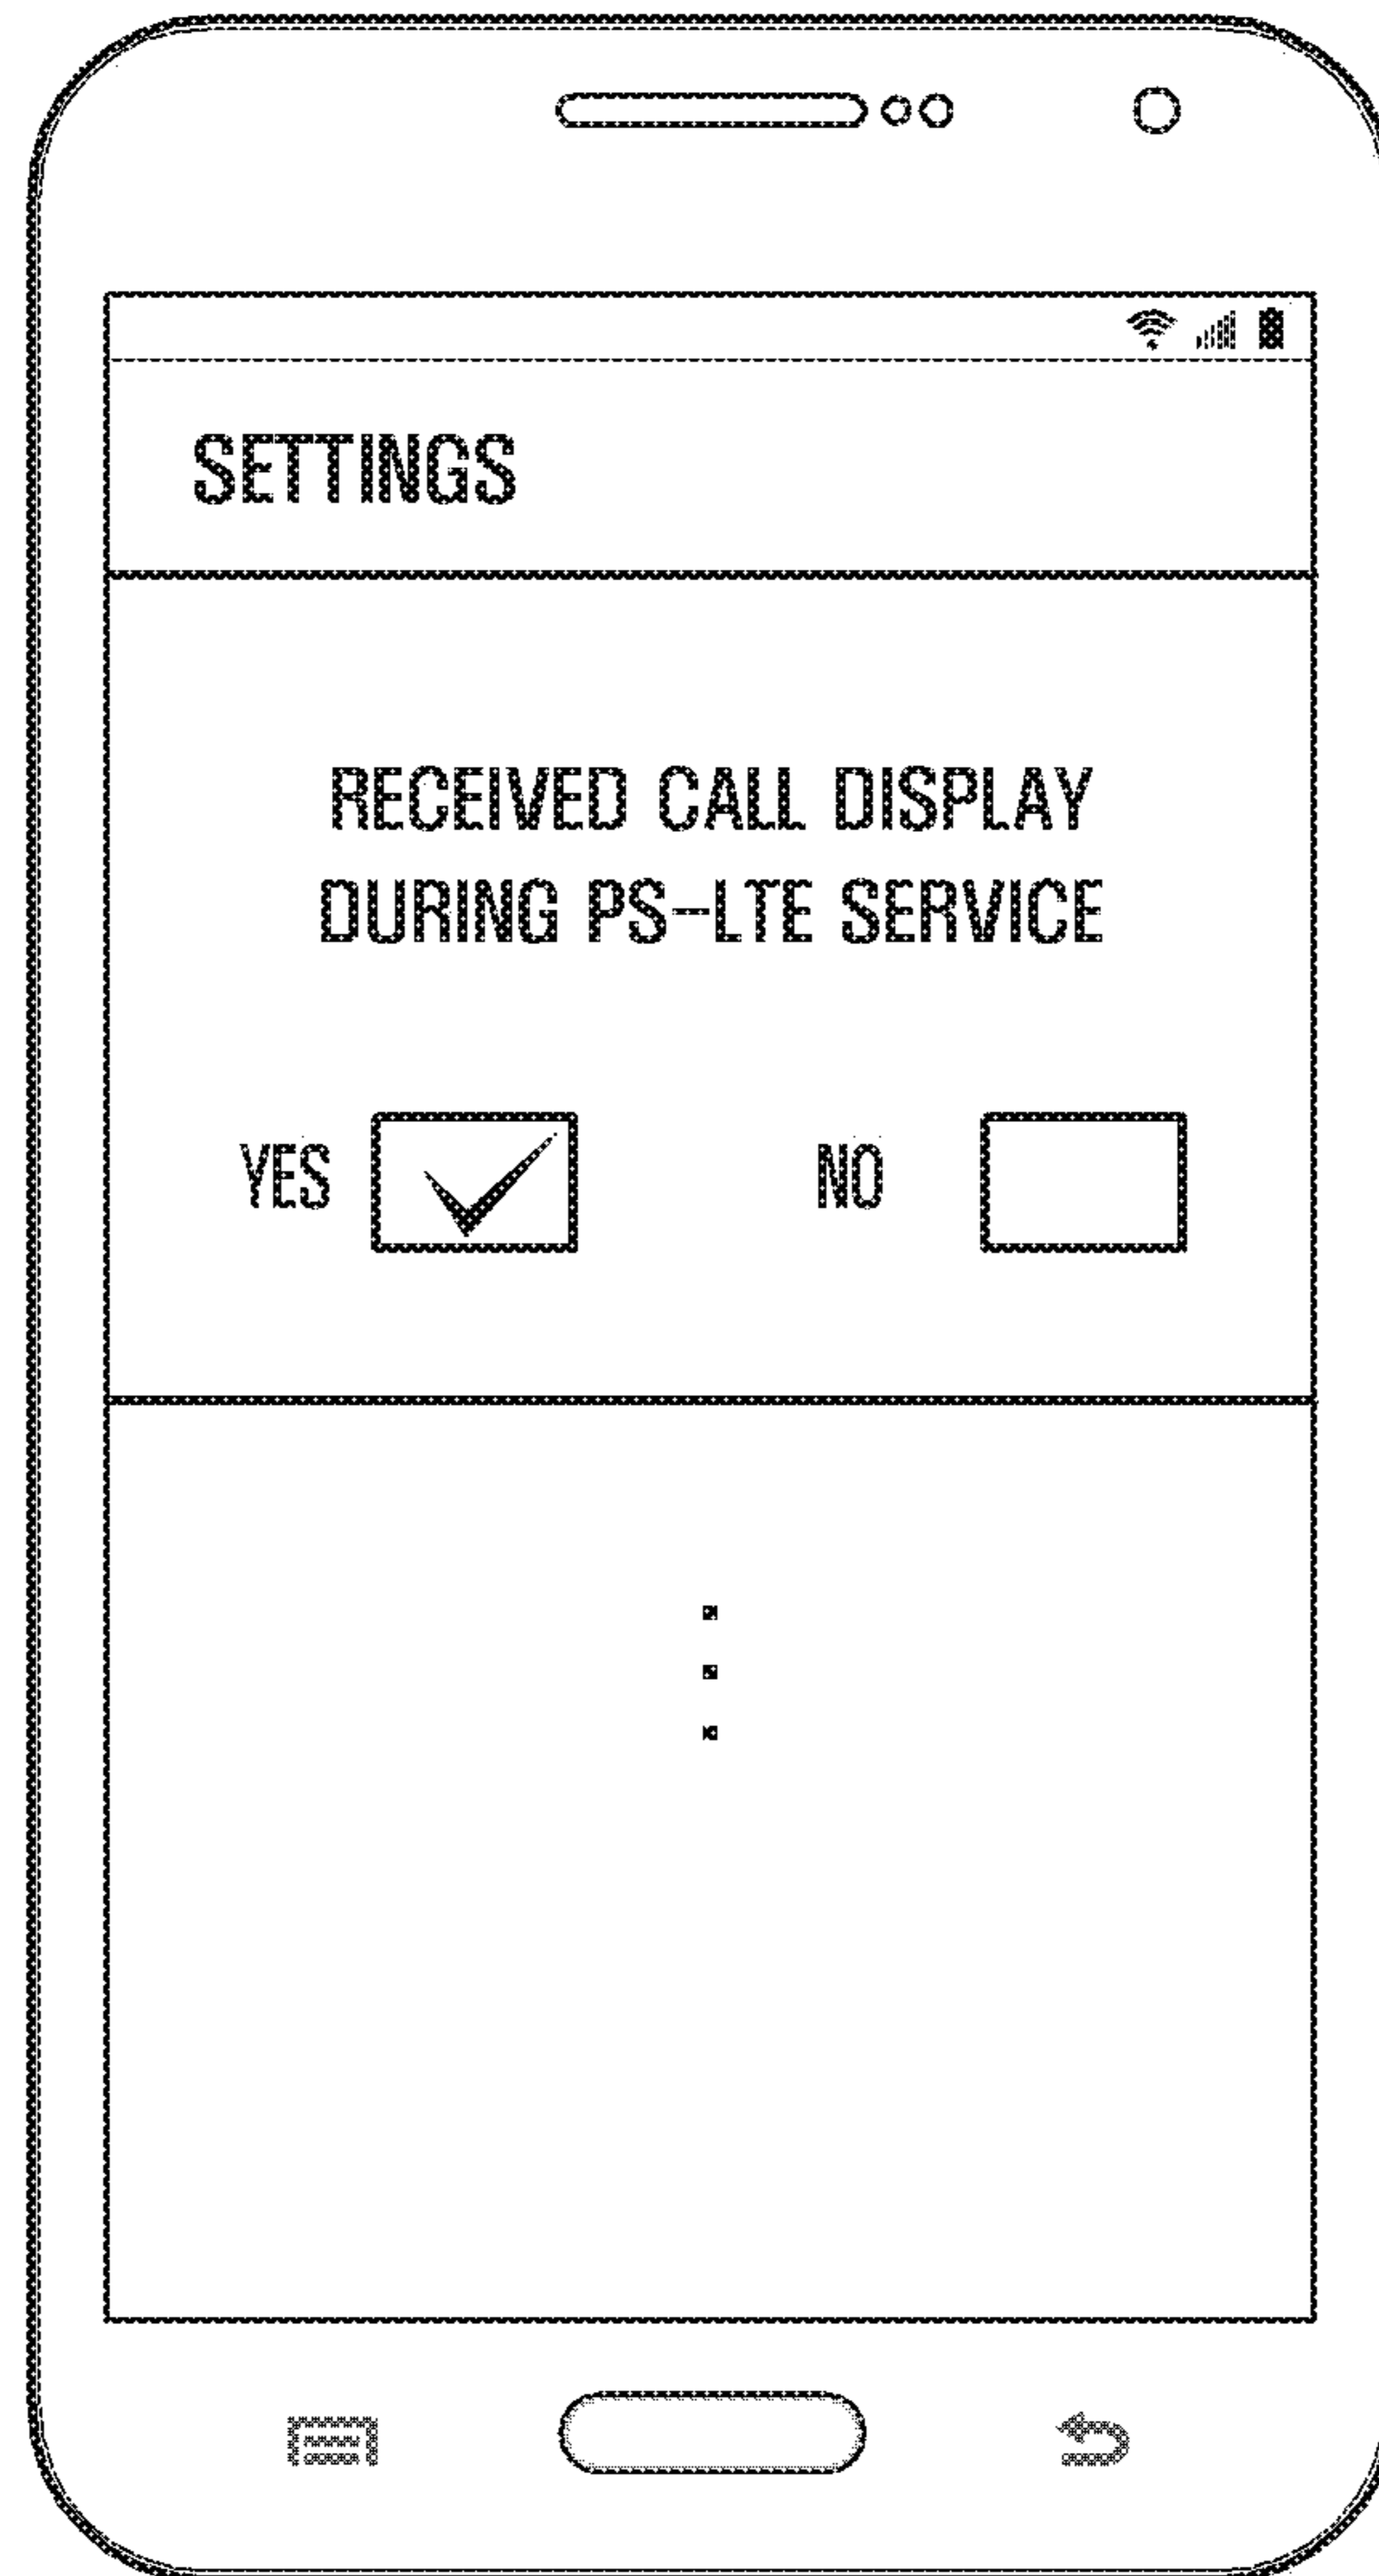 SETTINGS
RECEIVED CALL DISPLAY
DURING PS-LTE SERVICE
YES NO